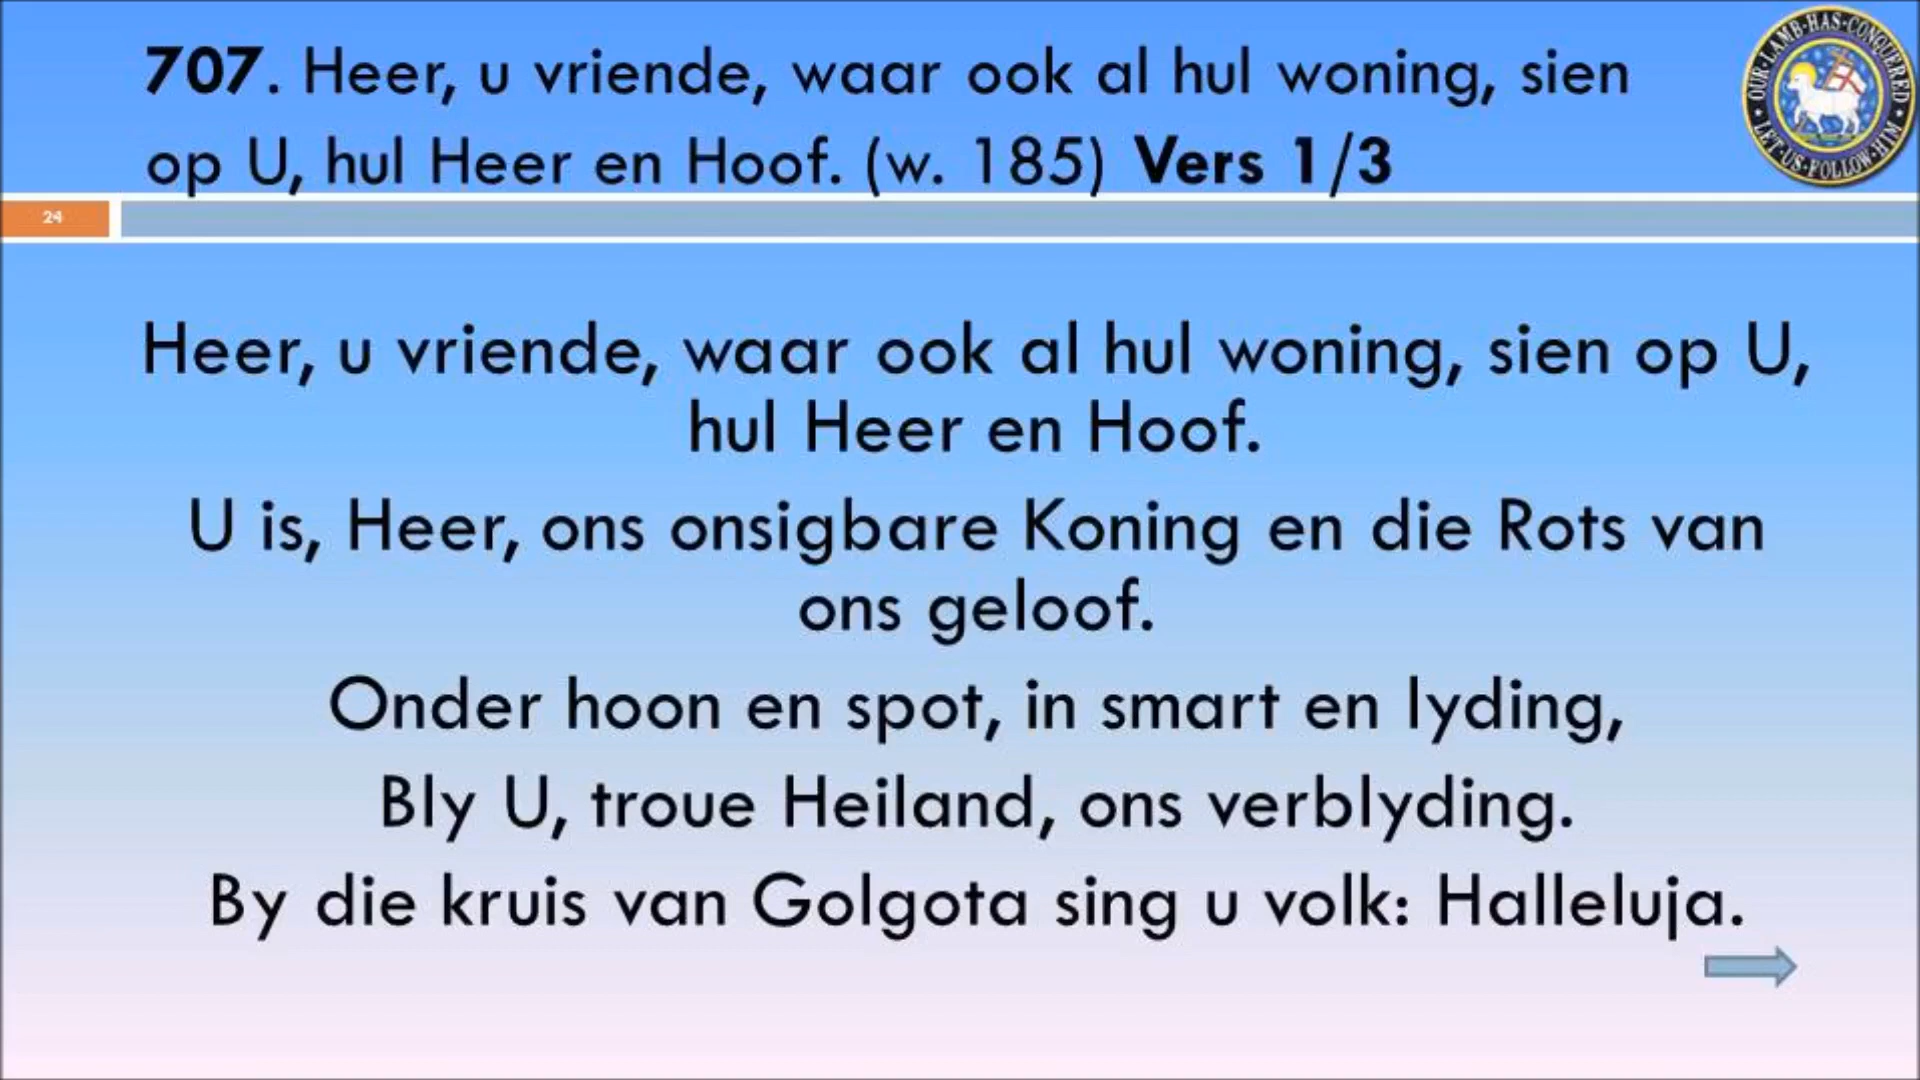 707. Heer, u vriende, waar ook al hul woning, sien
op U, hul Heer en Hoof. (w. 185) Vers 1/3
OUR·LAMB·HAS·CONQUERED
·LET·US·FOLLOW·HIM·
24
Heer, u vriende, waar ook al hul woning, sien op U,
hul Heer en Hoof.
U is, Heer, ons onsigbare Koning en die Rots van
ons geloof.
Onder hoon en spot, in smart en lyding,
Bly U, troue Heiland, ons verblyding.
By die kruis van Golgota sing u volk: Halleluja.